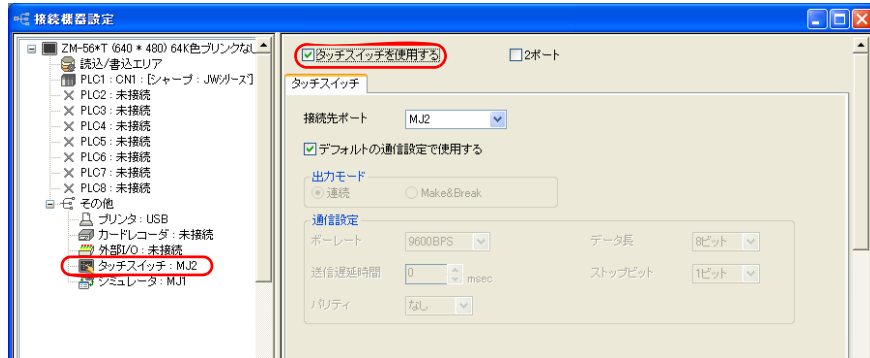 接続機器設定
ZM-56*T (640 * 480) 64K色ブリンクなし
読込/書込エリア
PLC1 : CN1 : [シャープ : JWシリーズ]
PLC2 : 未接続
PLC3 : 未接続
PLC4 : 未接続
PLC5 : 未接続
PLC6 : 未接続
PLC7 : 未接続
PLC8 : 未接続
その他
プリンタ : USB
カードレコーダ : 未接続
外部I/O : 未接続
タッチスイッチ : MJ2
シミュレータ : MJ1
タッチスイッチを使用する
2ポート
タッチスイッチ
接続先ポート
MJ2
デフォルトの通信設定で使用する
出力モード
連続
Make&Break
通信設定
ボーレート
9600BPS
データ長
8ビット
送信遅延時間
0
msec
ストップビット
1ビット
パリティ
なし